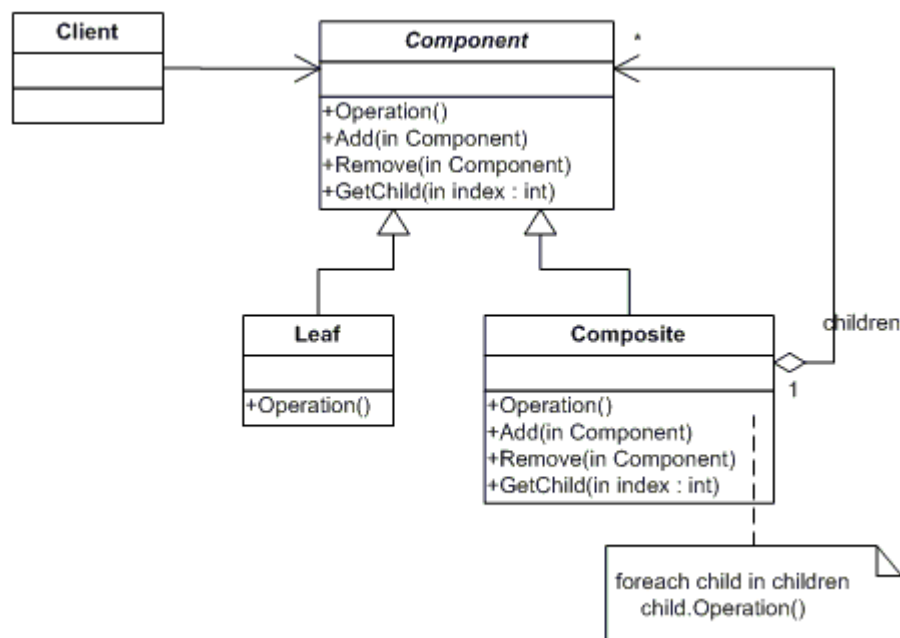 Client
Component
*
+Operation()
+Add(in Component)
+Remove(in Component)
+GetChild(in index : int)
Leaf
+Operation()
Composite
children
1
+Operation()
+Add(in Component)
+Remove(in Component)
+GetChild(in index : int)
foreach child in children
child.Operation()